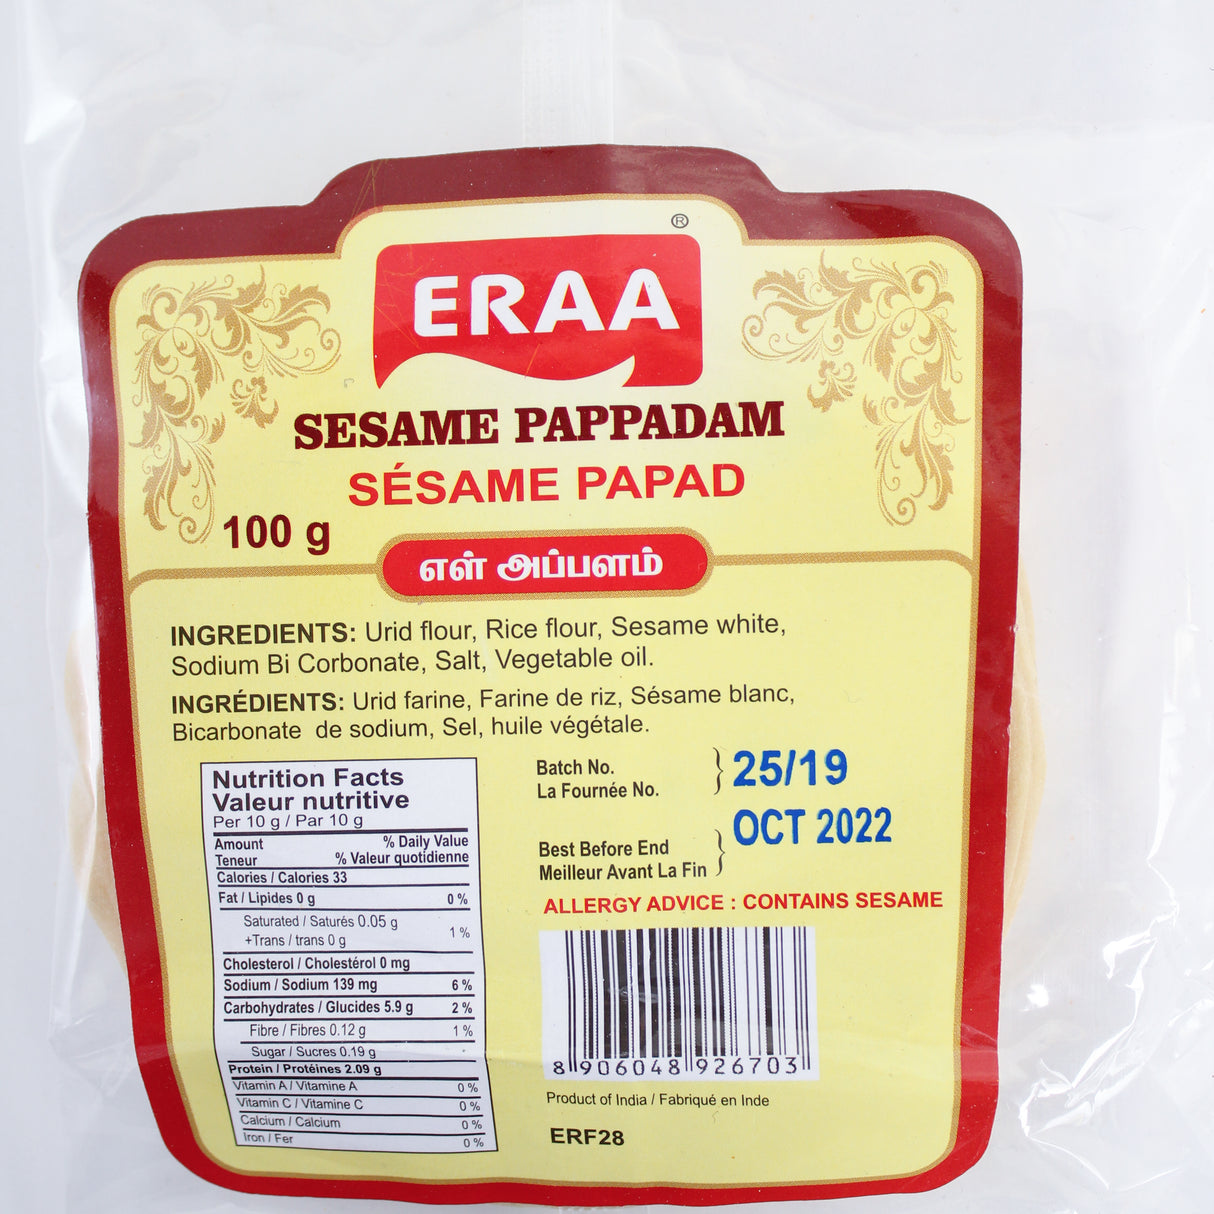 ®
ERAA
SESAME PAPPADAM
SÉSAME PAPAD
100 g
எள் அப்பளம்
INGREDIENTS: Urid flour, Rice flour, Sesame white,
Sodium Bi Corbonate, Salt, Vegetable oil.
INGRÉDIENTS: Urid farine, Farine de riz, Sésame blanc,
Bicarbonate de sodium, Sel, huile végétale.
Nutrition Facts
Valeur nutritive
Per 10 g / Par 10 g
Amount % Daily Value
Teneur % Valeur quotidienne
Calories / Calories 33
Fat / Lipides 0 g 0 %
Saturated / Saturés 0.05 g
+Trans / trans 0 g 1 %
Cholesterol / Cholestérol 0 mg
Sodium / Sodium 139 mg 6 %
Carbohydrates / Glucides 5.9 g 2 %
Fibre / Fibres 0.12 g 1 %
Sugar / Sucres 0.19 g
Protein / Protéines 2.09 g
Vitamin A / Vitamine A 0 %
Vitamin C / Vitamine C 0 %
Calcium / Calcium 0 %
Iron / Fer 0 %
Batch No.
La Fournée No.
25/19
OCT 2022
Best Before End
Meilleur Avant La Fin
ALLERGY ADVICE : CONTAINS SESAME
8 906048 926703
Product of India / Fabriqué en Inde
ERF28